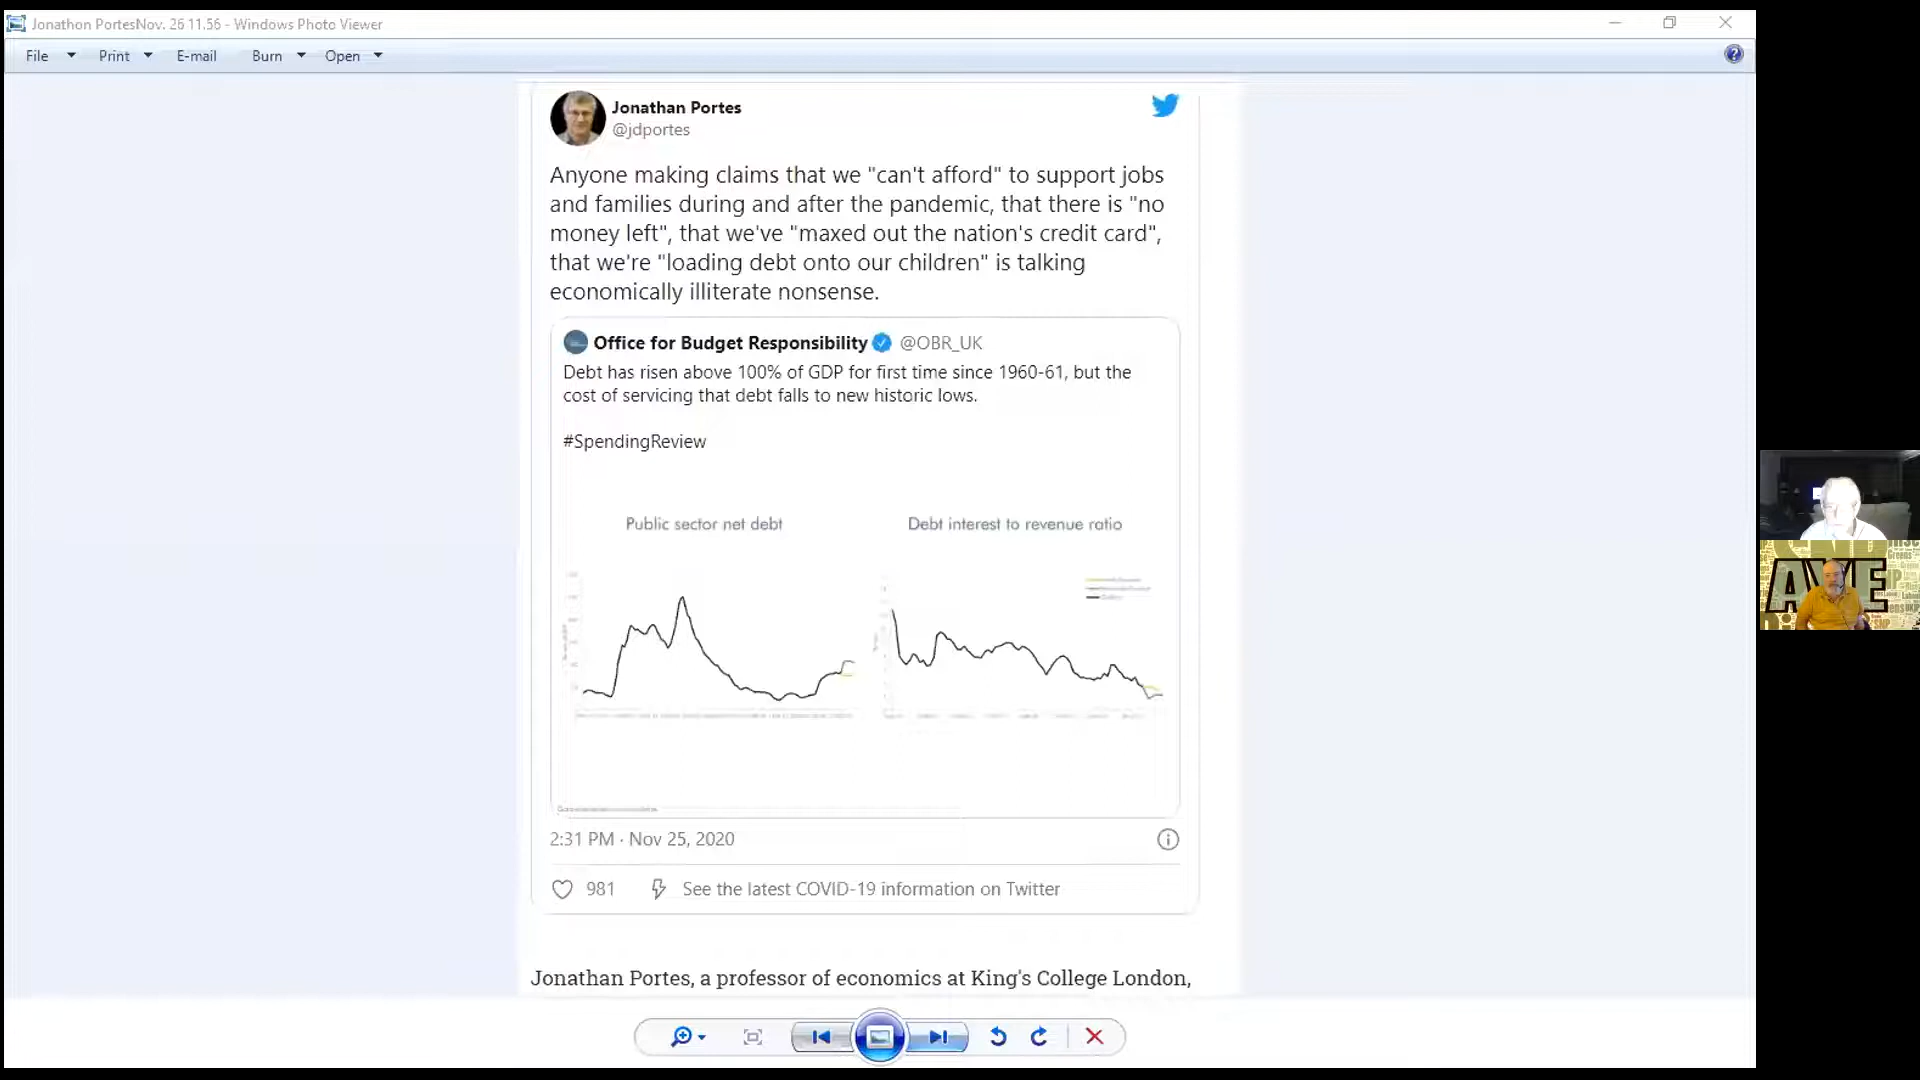 Jonathon PortesNov. 26 11.56 - Windows Photo Viewer
File Print E-mail Burn Open
Jonathan Portes
@jdportes
Anyone making claims that we "can't afford" to support jobs
and families during and after the pandemic, that there is "no
money left", that we've "maxed out the nation's credit card",
that we're "loading debt onto our children" is talking
economically illiterate nonsense.
Office for Budget Responsibility @OBR_UK
Debt has risen above 100% of GDP for first time since 1960-61, but the
cost of servicing that debt falls to new historic lows.
#SpendingReview
Public sector net debt
Debt interest to revenue ratio
2:31 PM · Nov 25, 2020
981 See the latest COVID-19 information on Twitter
Jonathan Portes, a professor of economics at King's College London,
AYE
Greens
SNP